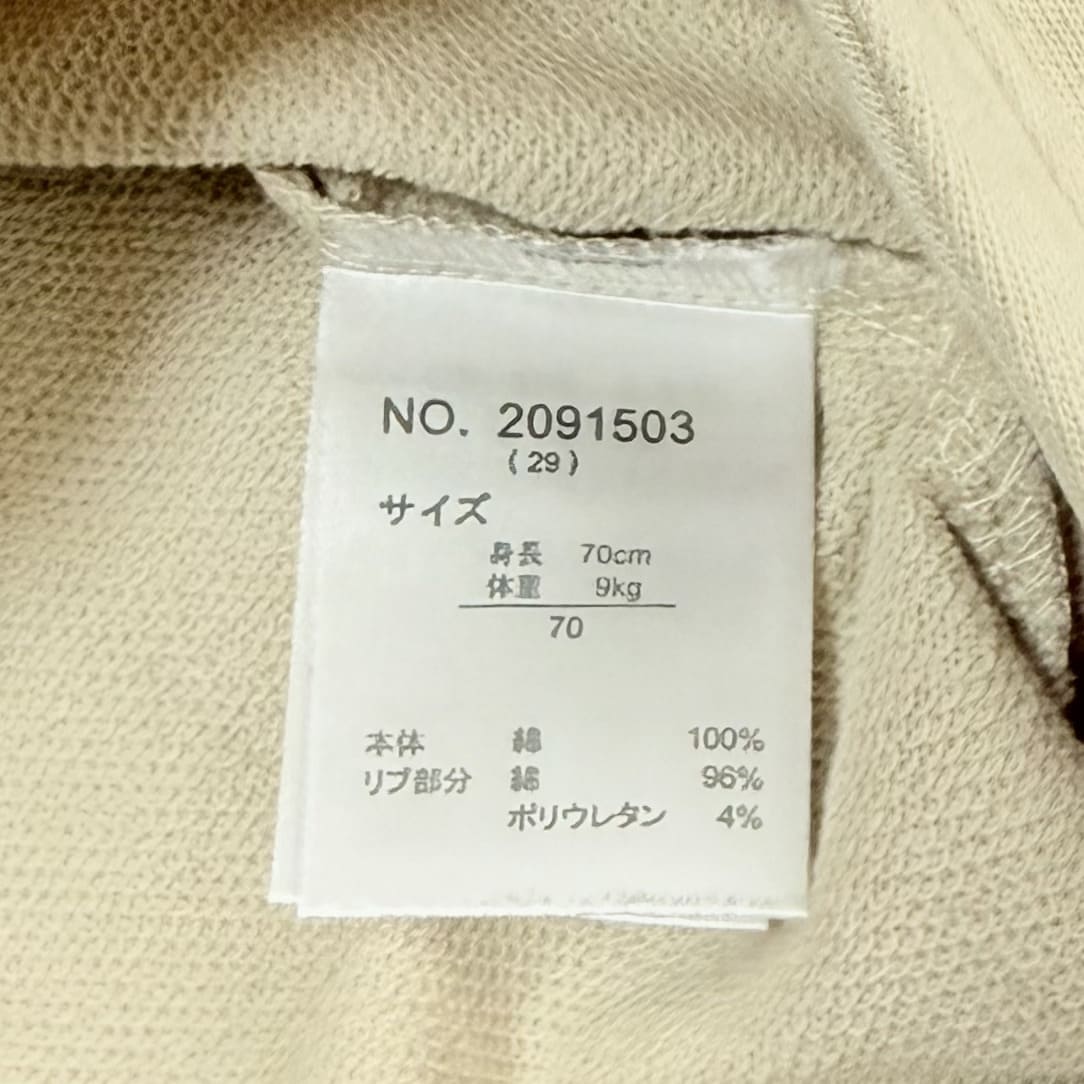 NO. 2091503
(29)
サイズ
身長 70cm
体重 9kg
70
本体 綿 100%
リブ部分 綿 96%
ポリウレタン 4%